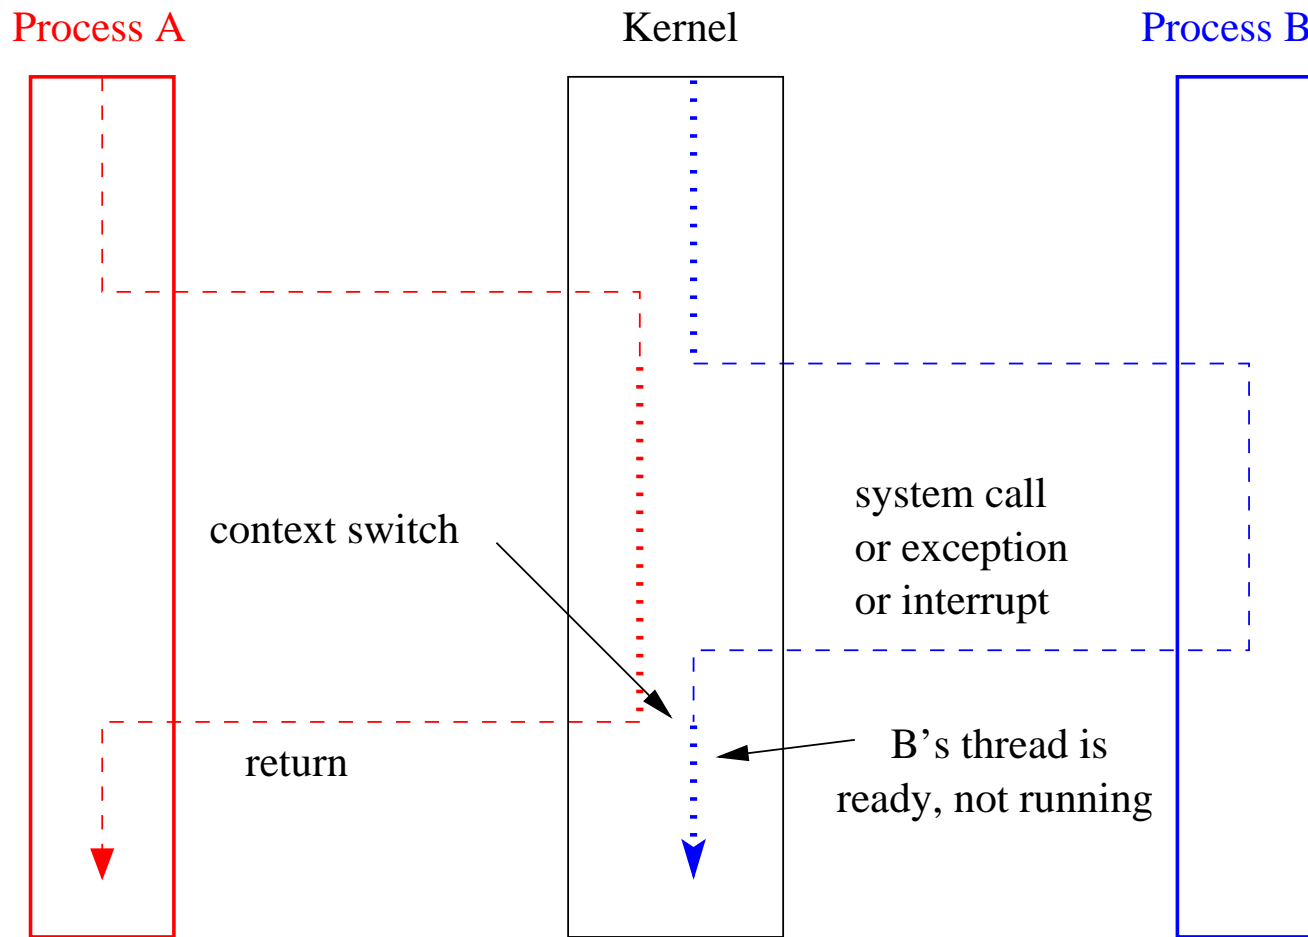 Process A
Kernel
Process B
system call
context switch
or exception
or interrupt
B’s thread is
return
ready, not running